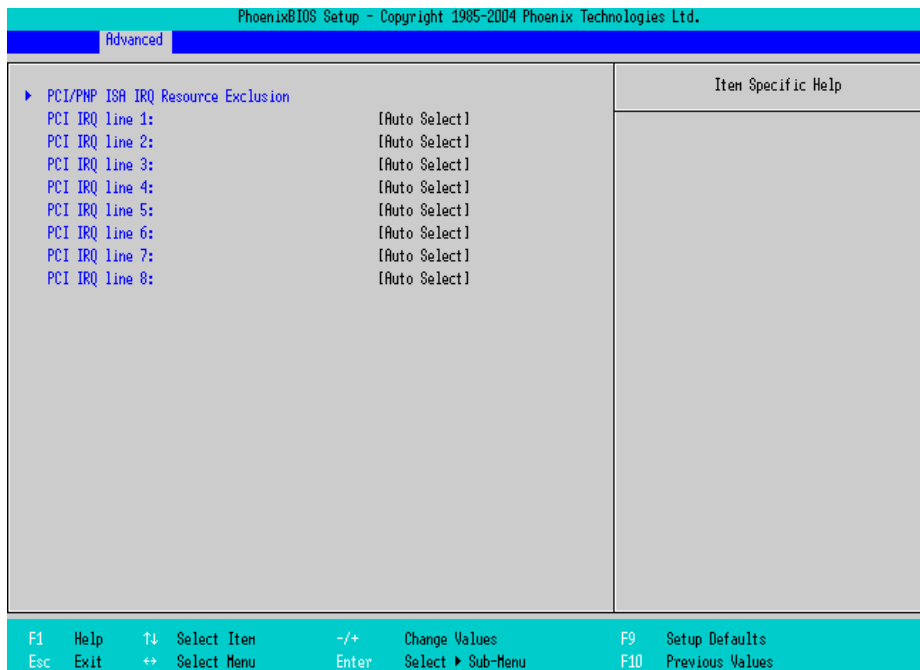 PhoenixBIOS Setup - Copyright 1985-2004 Phoenix Technologies Ltd.
Advanced
▶ PCI/PNP ISA IRQ Resource Exclusion
PCI IRQ line 1: [Auto Select]
PCI IRQ line 2: [Auto Select]
PCI IRQ line 3: [Auto Select]
PCI IRQ line 4: [Auto Select]
PCI IRQ line 5: [Auto Select]
PCI IRQ line 6: [Auto Select]
PCI IRQ line 7: [Auto Select]
PCI IRQ line 8: [Auto Select]
Item Specific Help
F1 Help ↑↓ Select Item -/+ Change Values F9 Setup Defaults
Esc Exit ↔ Select Menu Enter Select ▶ Sub-Menu F10 Previous Values